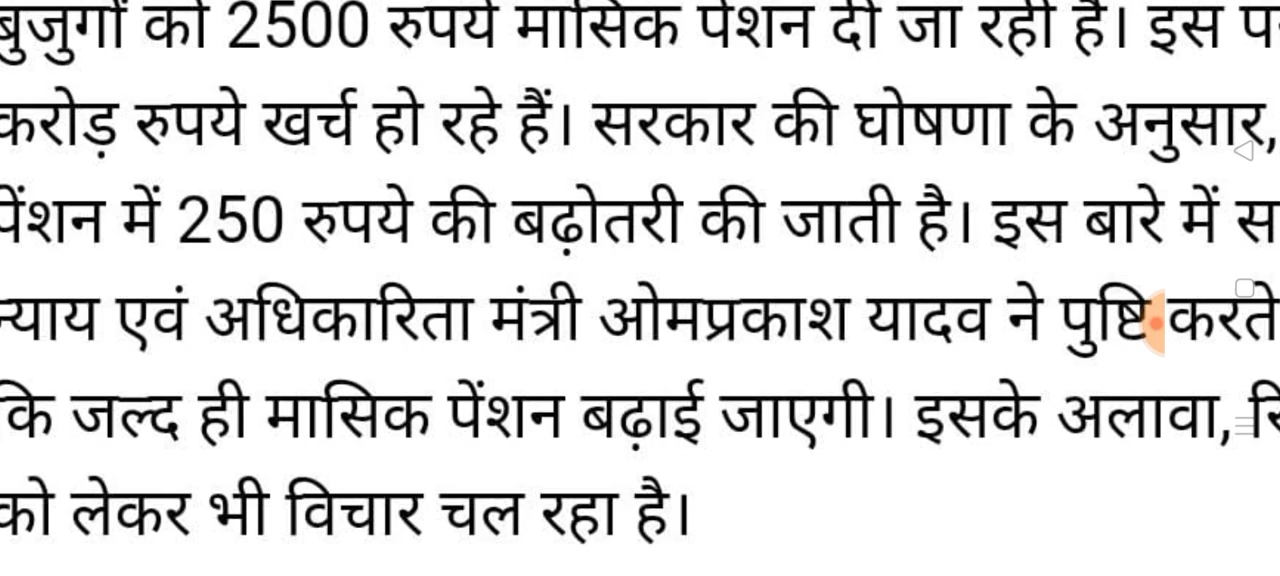 बुजुर्गों को 2500 रुपये मासिक पेंशन दी जा रही है। इस
करोड़ रुपये खर्च हो रहे हैं। सरकार की घोषणा के अनुसार,
पेंशन में 250 रुपये की बढ़ोतरी की जाती है। इस बारे में
न्याय एवं अधिकारिता मंत्री ओमप्रकाश यादव ने पुष्टि करते
कि जल्द ही मासिक पेंशन बढ़ाई जाएगी। इसके अलावा,
को लेकर भी विचार चल रहा है।